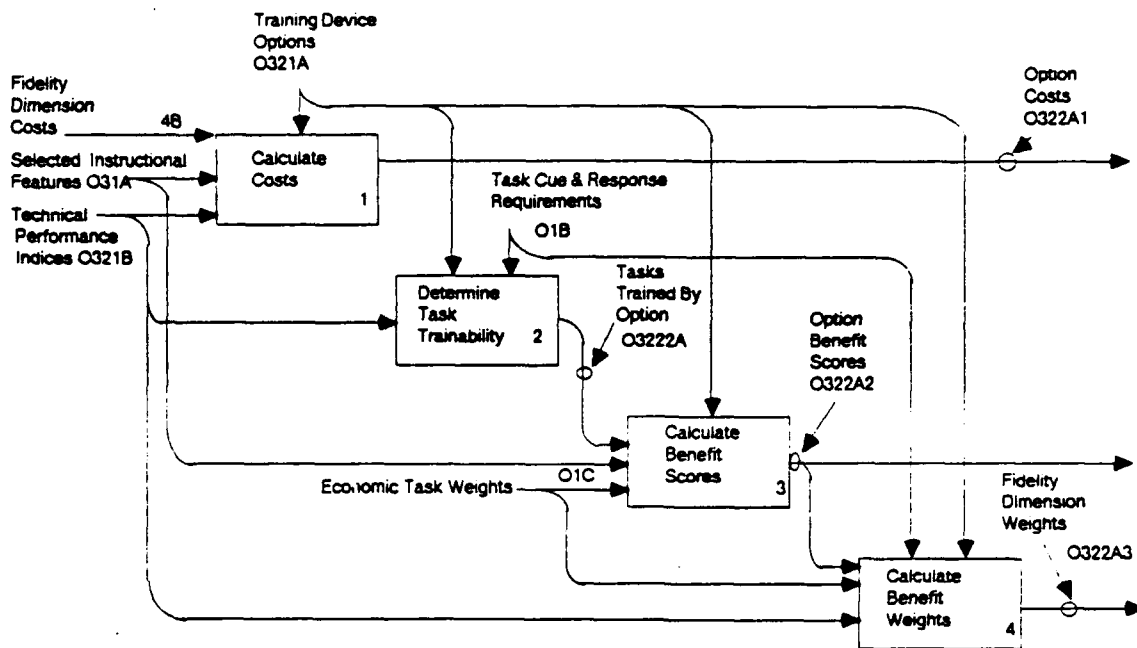 Training Device
Options
O321A
Fidelity
Dimension
Costs
4B
Option
Costs
O322A1
Selected Instructional
Features O31A
Calculate
Costs
1
Technical
Performance
Indices O321B
Task Cue & Response
Requirements
O1B
Determine
Task
Trainability
2
Tasks
Trained By
Option
O3222A
Option
Benefit
Scores
O322A2
Calculate
Benefit
Scores
3
O1C
Economic Task Weights
Fidelity
Dimension
Weights
O322A3
Calculate
Benefit
Weights
4